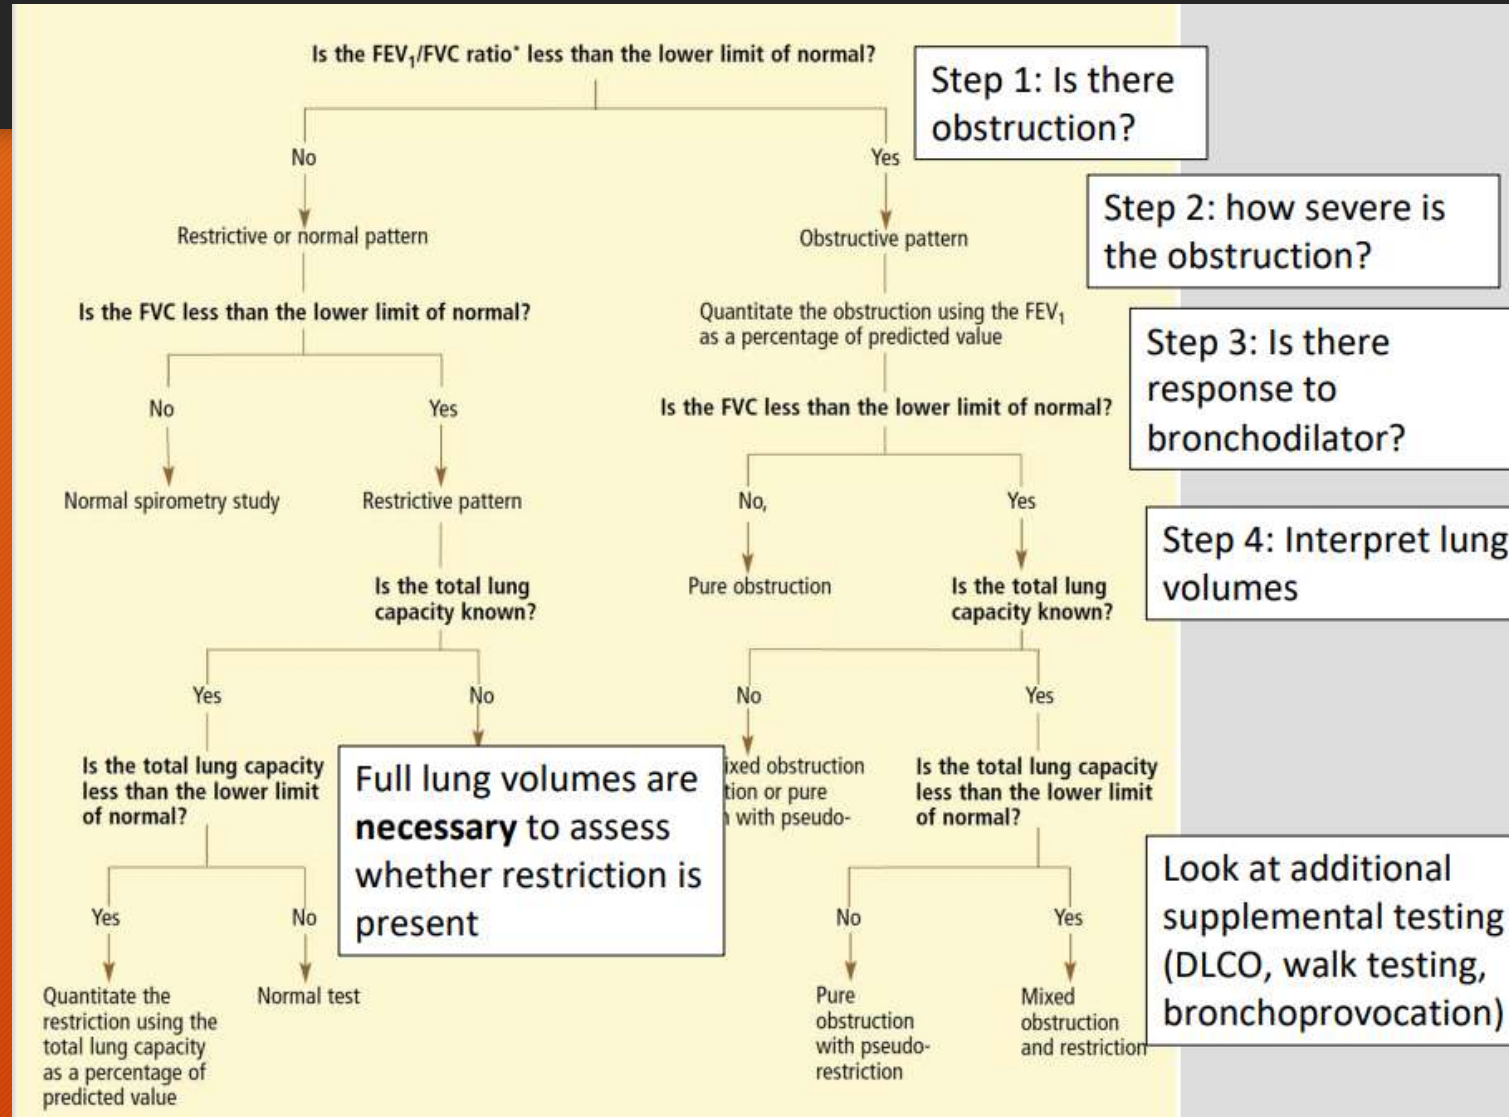 Is the FEV1/FVC ratio* less than the lower limit of normal?
Step 1: Is there
obstruction?
No
Yes
Step 2: how severe is
the obstruction?
Restrictive or normal pattern
Obstructive pattern
Is the FVC less than the lower limit of normal?
Quantitate the obstruction using the FEV1
as a percentage of predicted value
Step 3: Is there
response to
bronchodilator?
No
Yes
Is the FVC less than the lower limit of normal?
Normal spirometry study
Restrictive pattern
No,
Yes
Step 4: Interpret lung
volumes
Is the total lung
capacity known?
Pure obstruction
Is the total lung
capacity known?
Yes
No
No
Yes
Is the total lung capacity
less than the lower limit
of normal?
Full lung volumes are
necessary to assess
whether restriction is
present
obstruction
or pure
with pseudo-
Is the total lung capacity
less than the lower limit
of normal?
Look at additional
supplemental testing
(DLCO, walk testing,
bronchoprovocation)
Yes
No
No
Yes
Quantitate the
restriction using the
total lung capacity
as a percentage of
predicted value
Normal test
Pure
obstruction
with pseudo-
restriction
Mixed
obstruction
and restriction